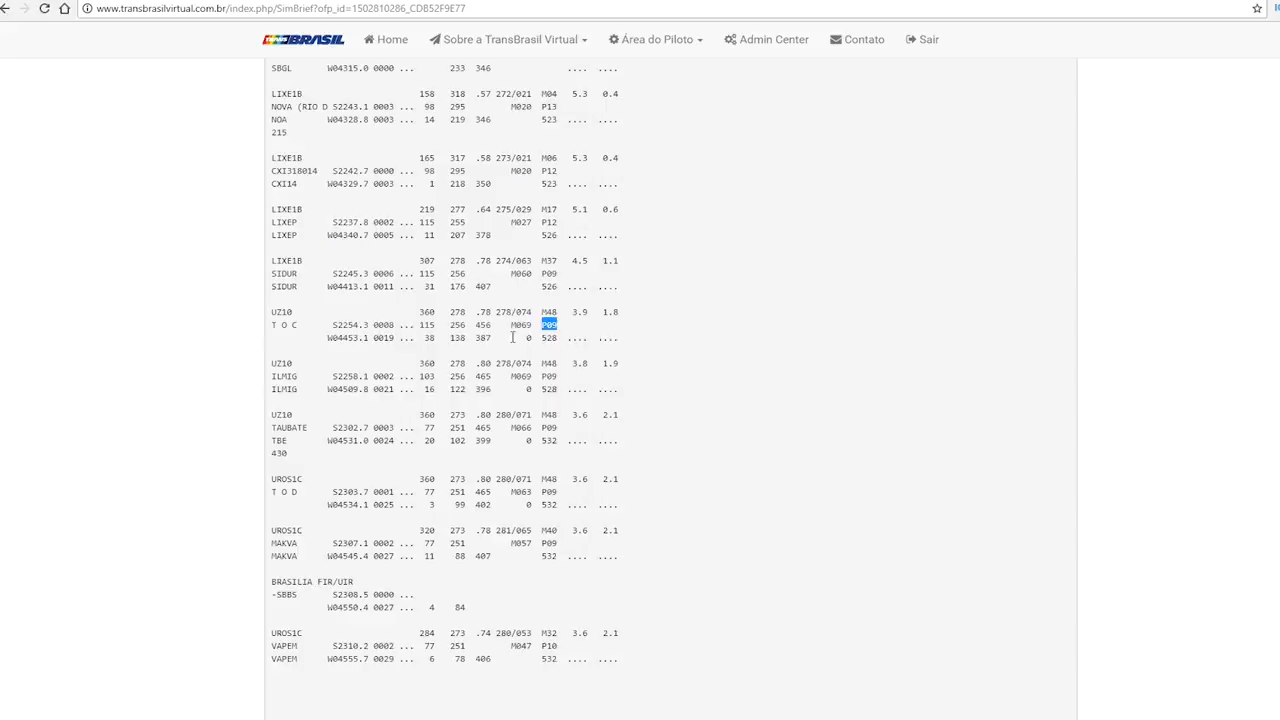 www.transbrasilvirtual.com.br/index.php/SimBrief?ofp_id=1502810286_CDB52F9E77
BRASIL Home Sobre a TransBrasil Virtual Área do Piloto Admin Center Contato Sair
SBGL W04315.0 0000 ... 233 346 .... ....
LIXE1B 158 318 .57 272/021 M04 5.3 0.4
NOVA (RIO D S2243.1 0003 ... 98 295 M020 P13
NOA W04328.8 0003 ... 14 219 346 523 .... ....
215
LIXE1B 165 317 .58 273/021 M06 5.3 0.4
CXI318014 S2242.7 0000 ... 98 295 M020 P12
CXI14 W04329.7 0003 ... 1 218 350 523 .... ....
LIXE1B 219 277 .64 275/029 M17 5.1 0.6
LIXEP S2237.8 0002 ... 115 255 M027 P12
LIXEP W04340.7 0005 ... 11 207 378 526 .... ....
LIXE1B 307 278 .78 274/063 M37 4.5 1.1
SIDUR S2245.3 0006 ... 115 256 M060 P09
SIDUR W04413.1 0011 ... 31 176 407 526 .... ....
UZ10 360 278 .78 278/074 M48 3.9 1.8
T O C S2254.3 0008 ... 115 256 456 M069 P09
W04453.1 0019 ... 38 138 387 0 528 .... ....
UZ10 360 278 .80 278/074 M48 3.8 1.9
ILMIG S2258.1 0002 ... 103 256 465 M069 P09
ILMIG W04509.8 0021 ... 16 122 396 0 528 .... ....
UZ10 360 273 .80 280/071 M48 3.6 2.1
TAUBATE S2302.7 0003 ... 77 251 465 M066 P09
TBE W04531.0 0024 ... 20 102 399 0 532 .... ....
430
UROS1C 360 273 .80 280/071 M48 3.6 2.1
T O D S2303.7 0001 ... 77 251 465 M063 P09
W04534.1 0025 ... 3 99 402 0 532 .... ....
UROS1C 320 273 .78 281/065 M40 3.6 2.1
MAKVA S2307.1 0002 ... 77 251 M057 P09
MAKVA W04545.4 0027 ... 11 88 407 532 .... ....
BRASILIA FIR/UIR
-SBBS S2308.5 0000 ...
W04550.4 0027 ... 4 84
UROS1C 284 273 .74 280/053 M32 3.6 2.1
VAPEM S2310.2 0002 ... 77 251 M047 P10
VAPEM W04555.7 0029 ... 6 78 406 532 .... ....